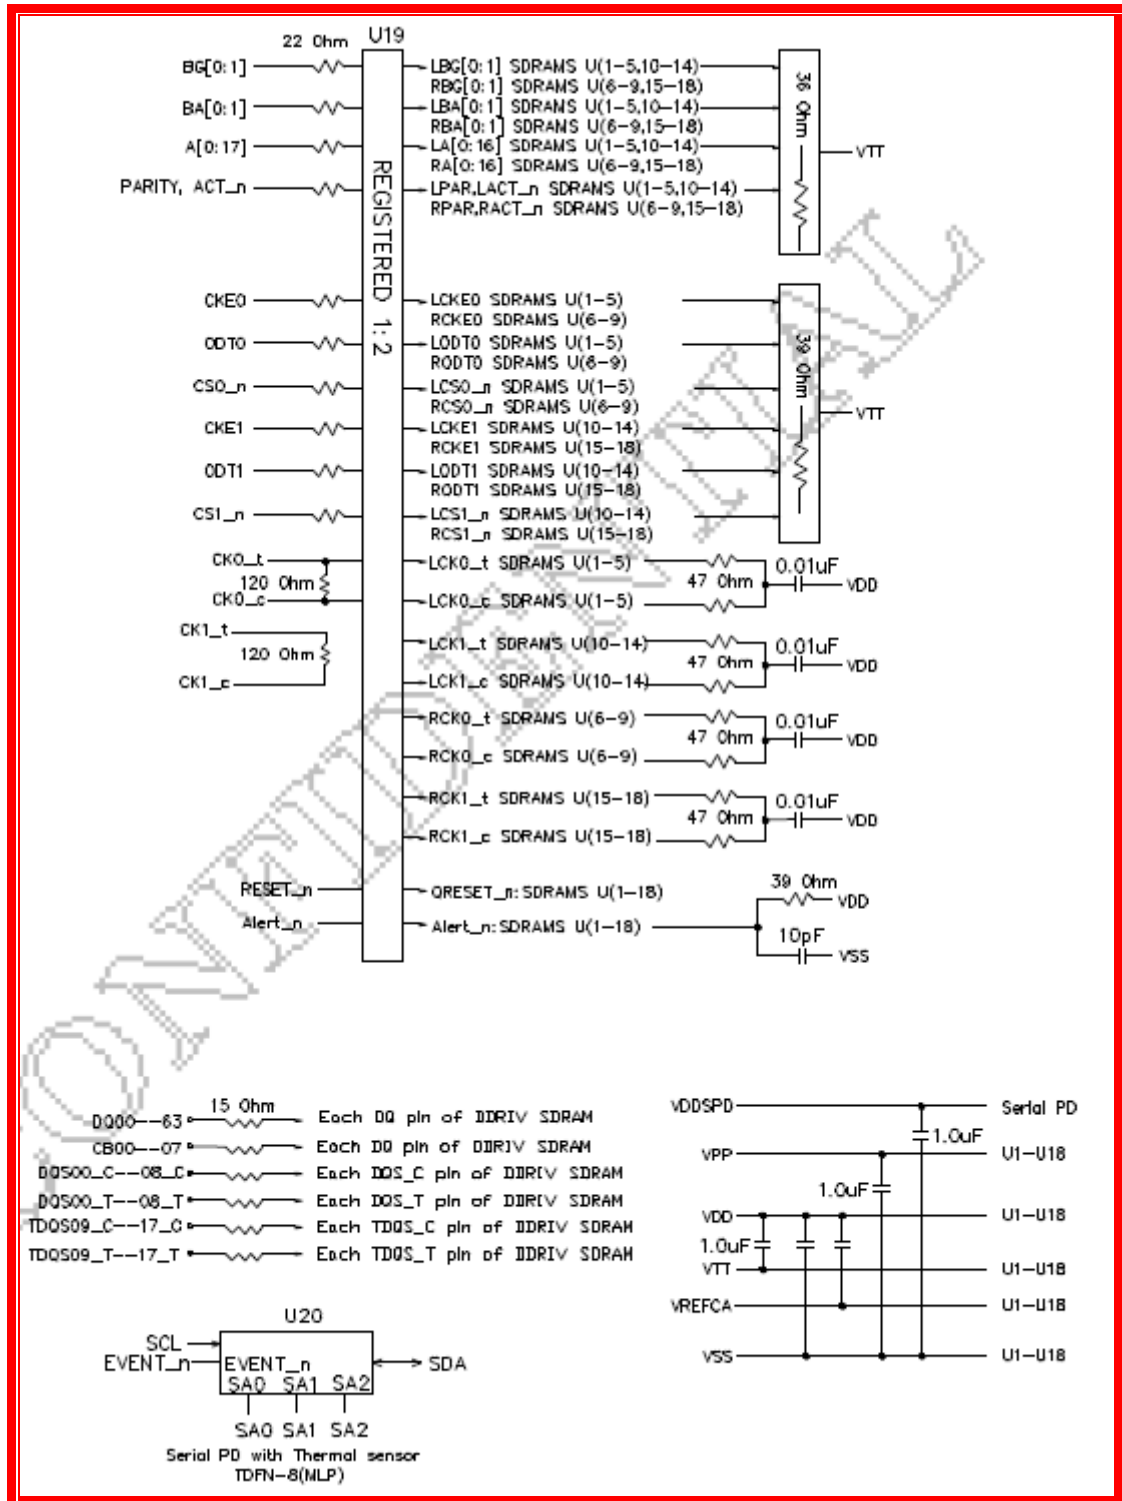 22 Ohm
U19
BG[0:1]
LBG[0:1] SDRAMS U(1-5,10-14)
RBG[0:1] SDRAMS U(6-9,15-18)
BA[0:1]
LBA[0:1] SDRAMS U(1-5,10-14)
RBA[0:1] SDRAMS U(6-9,15-18)
A[0:17]
LA[0:16] SDRAMS U(1-5,10-14)
RA[0:16] SDRAMS U(6-9,15-18)
PARITY, ACT_n
LPAR,LACT_n SDRAMS U(1-5,10-14)
RPAR,RACT_n SDRAMS U(6-9,15-18)
36 Ohm
VTT
REGISTERED 1:2
CKE0
LCKE0 SDRAMS U(1-5)
RCKE0 SDRAMS U(6-9)
ODT0
LODT0 SDRAMS U(1-5)
RODT0 SDRAMS U(6-9)
CS0_n
LCS0_n SDRAMS U(1-5)
RCS0_n SDRAMS U(6-9)
CKE1
LCKE1 SDRAMS U(10-14)
RCKE1 SDRAMS U(15-18)
ODT1
LODT1 SDRAMS U(10-14)
RODT1 SDRAMS U(15-18)
CS1_n
LCS1_n SDRAMS U(10-14)
RCS1_n SDRAMS U(15-18)
39 Ohm
VTT
CK0_t
120 Ohm
CK0_c
LCK0_t SDRAMS U(1-5)
LCK0_c SDRAMS U(1-5)
47 Ohm
0.01uF
VDD
CK1_t
120 Ohm
CK1_c
LCK1_t SDRAMS U(10-14)
LCK1_c SDRAMS U(10-14)
47 Ohm
0.01uF
VDD
RCK0_t SDRAMS U(6-9)
RCK0_c SDRAMS U(6-9)
47 Ohm
0.01uF
VDD
RCK1_t SDRAMS U(15-18)
RCK1_c SDRAMS U(15-18)
47 Ohm
0.01uF
VDD
RESET_n
QRESET_n: SDRAMS U(1-18)
Alert_n
Alert_n: SDRAMS U(1-18)
39 Ohm
VDD
10pF
VSS
CONFIDENTIAL
15 Ohm
DQ00--63
Each DQ pin of DDRIV SDRAM
CB00--07
Each DQ pin of DDRIV SDRAM
DQS00_C--08_C
Each DQS_C pin of DDRIV SDRAM
DQS00_T--08_T
Each DQS_T pin of DDRIV SDRAM
TDQS09_C--17_C
Each TDQS_C pin of DDRIV SDRAM
TDQS09_T--17_T
Each TDQS_T pin of DDRIV SDRAM
VDDSPD
Serial PD
1.0uF
VPP
U1-U18
1.0uF
VDD
U1-U18
1.0uF
VTT
U1-U18
VREFCA
U1-U18
VSS
U1-U18
U20
SCL
EVENT_n
EVENT_n
SDA
SA0 SA1 SA2
SA0 SA1 SA2
Serial PD with Thermal sensor
TDFN-8(MLP)